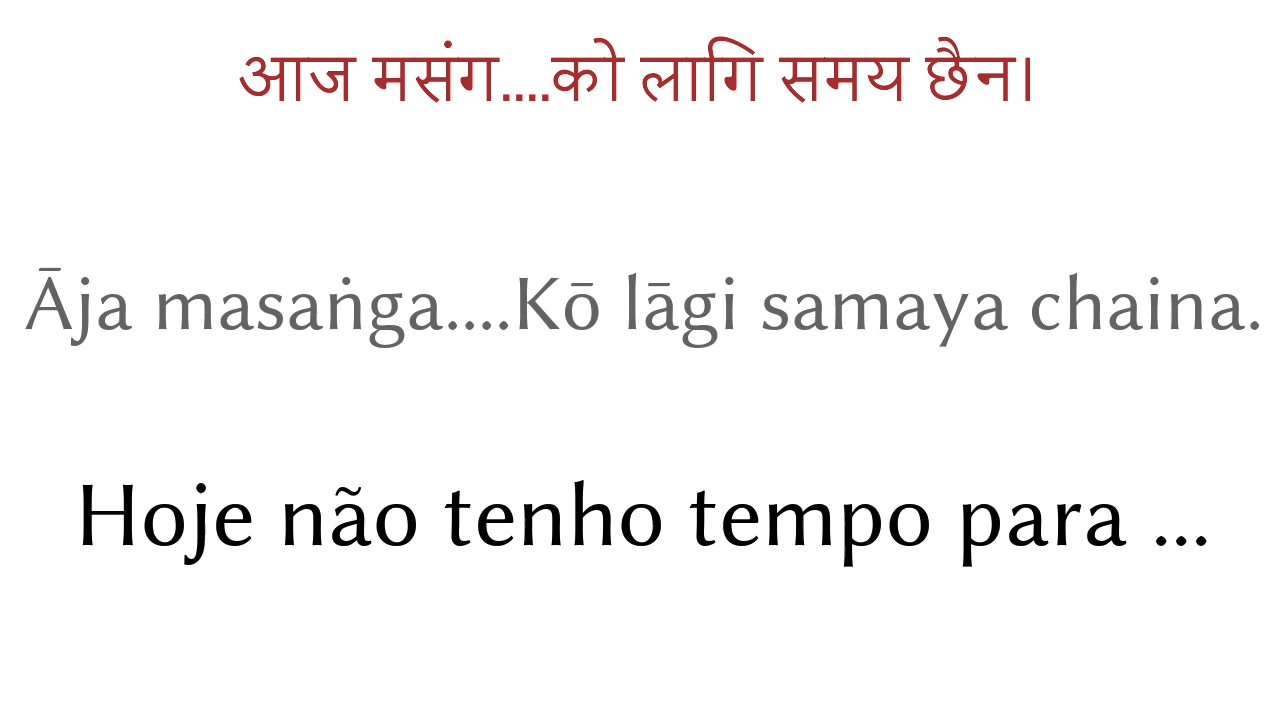 आज मसंग....को लागि समय छैन।
Āja masaṅga....Kō lāgi samaya chaina.
Hoje não tenho tempo para ...